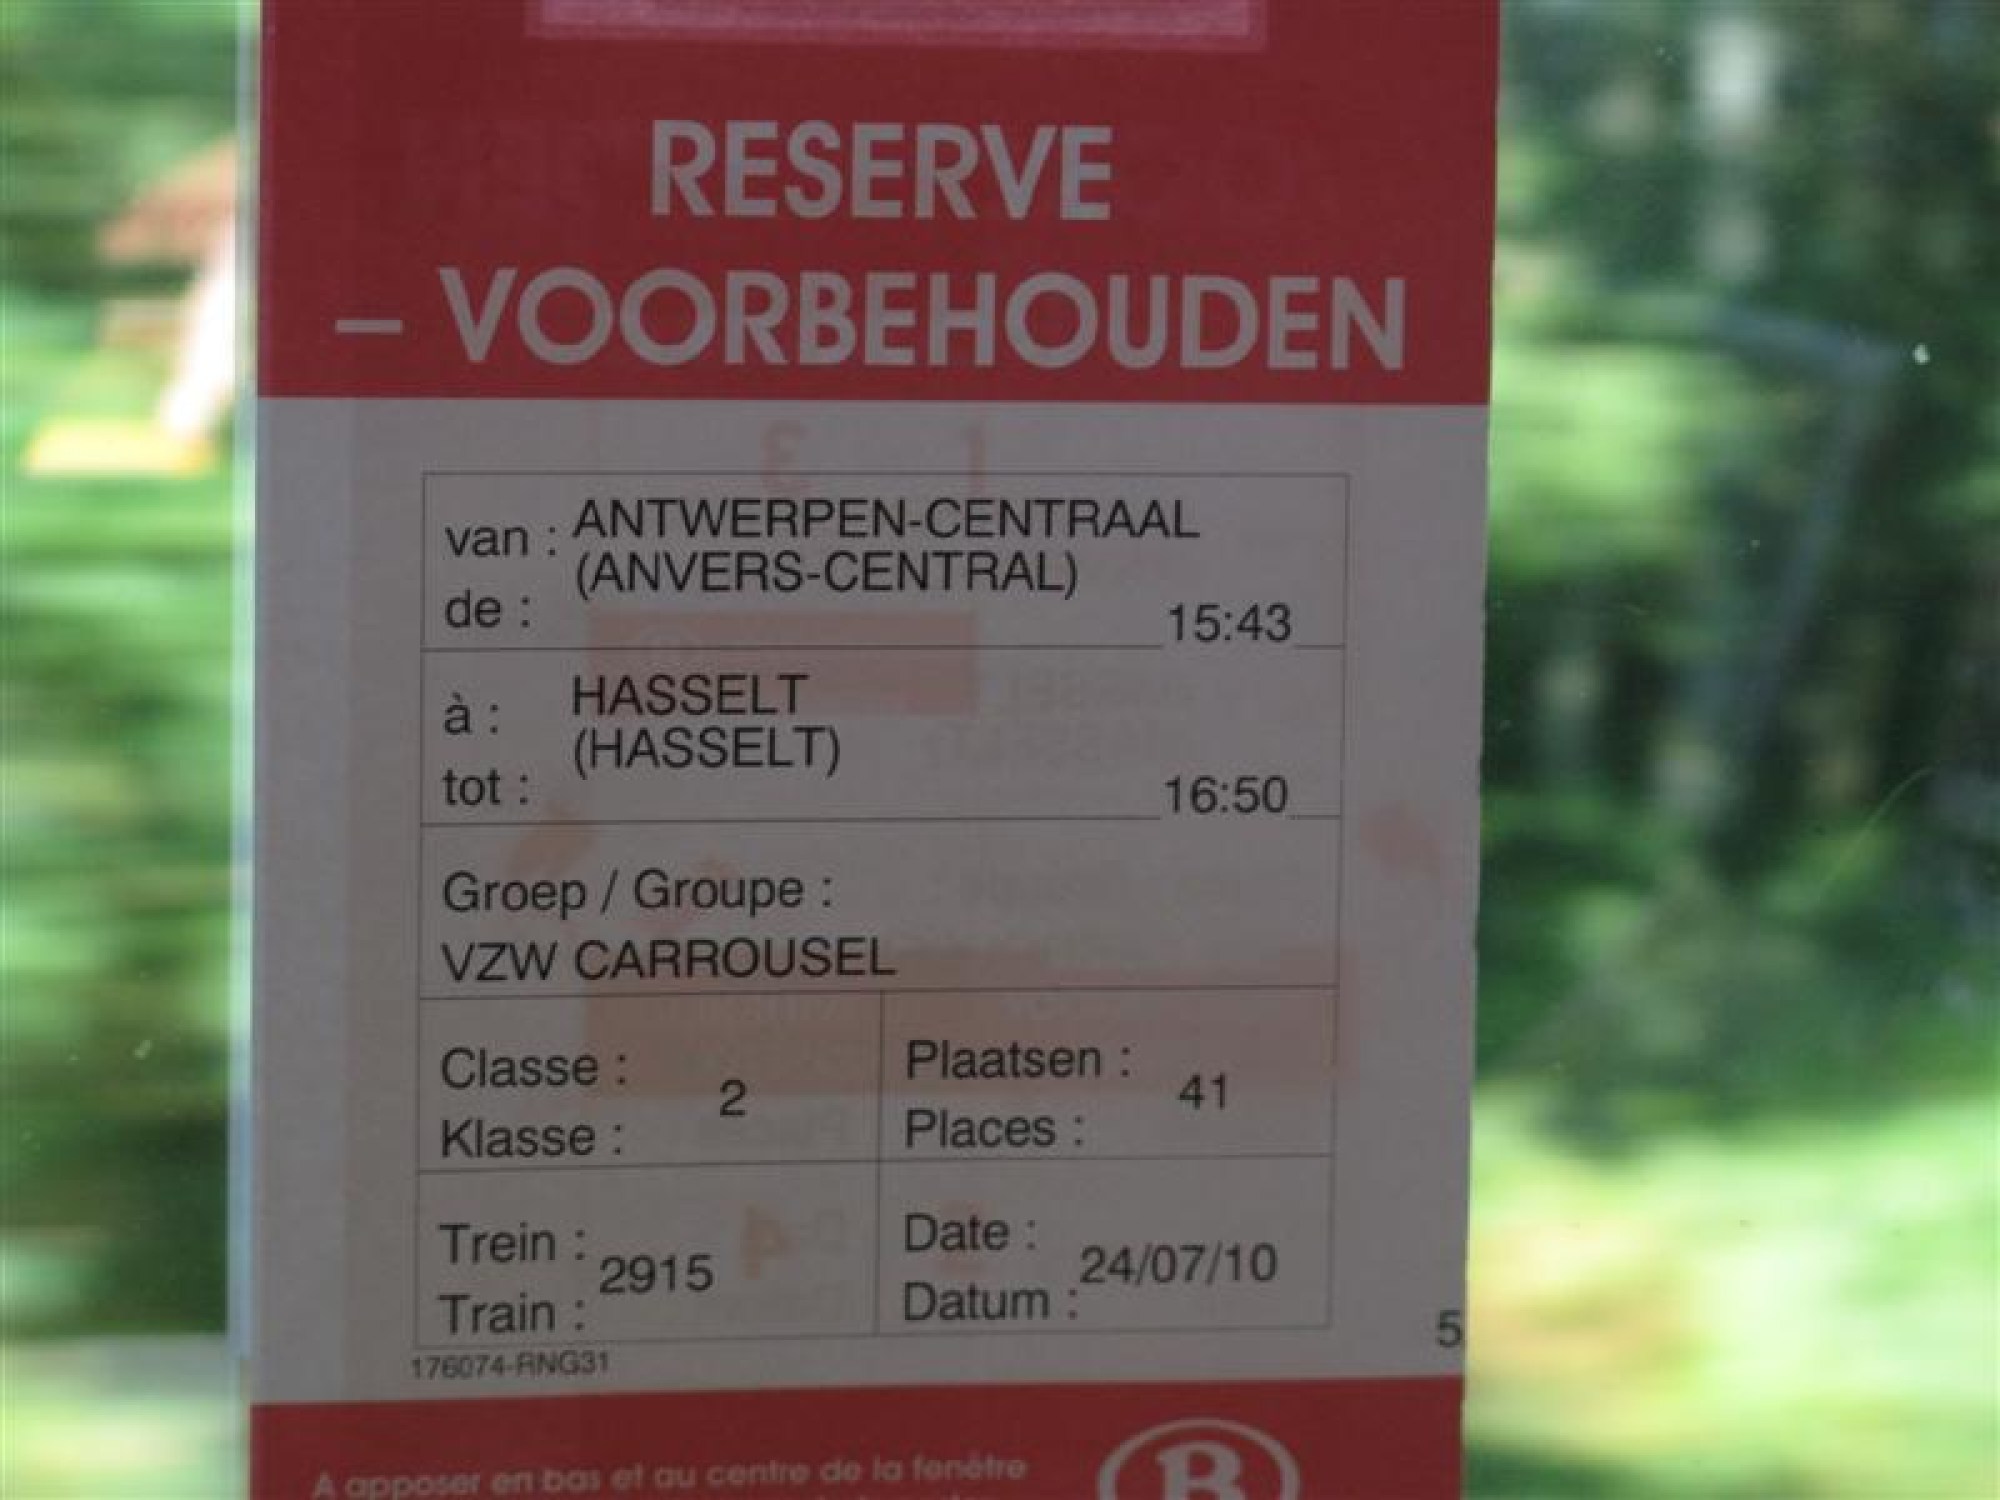 RESERVE
– VOORBEHOUDEN
van : ANTWERPEN-CENTRAAL
(ANVERS-CENTRAL)
de : 15:43
à : HASSELT
(HASSELT)
tot : 16:50
Groep / Groupe :
VZW CARROUSEL
Classe :
2
Klasse :
Plaatsen :
41
Places :
Trein :
2915
Train :
Date :
24/07/10
Datum :
5
176074-RNG31
A apposer en bas et au centre de la fenêtre
B